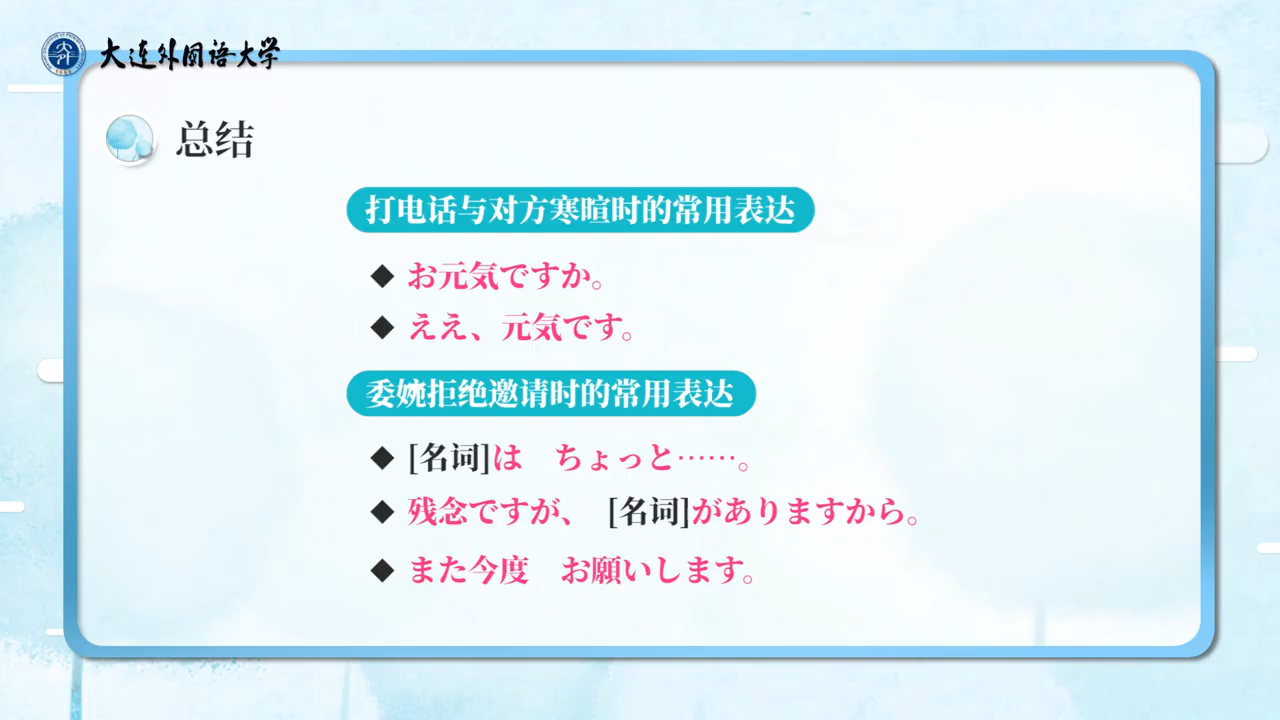 大连外国语大学
总结
打电话与对方寒暄时的常用表达
◆ お元気ですか。
◆ ええ、元気です。
委婉拒绝邀请时的常用表达
◆ [名词]は　ちょっと……。
◆ 残念ですが、　[名词]がありますから。
◆ また今度　お願いします。